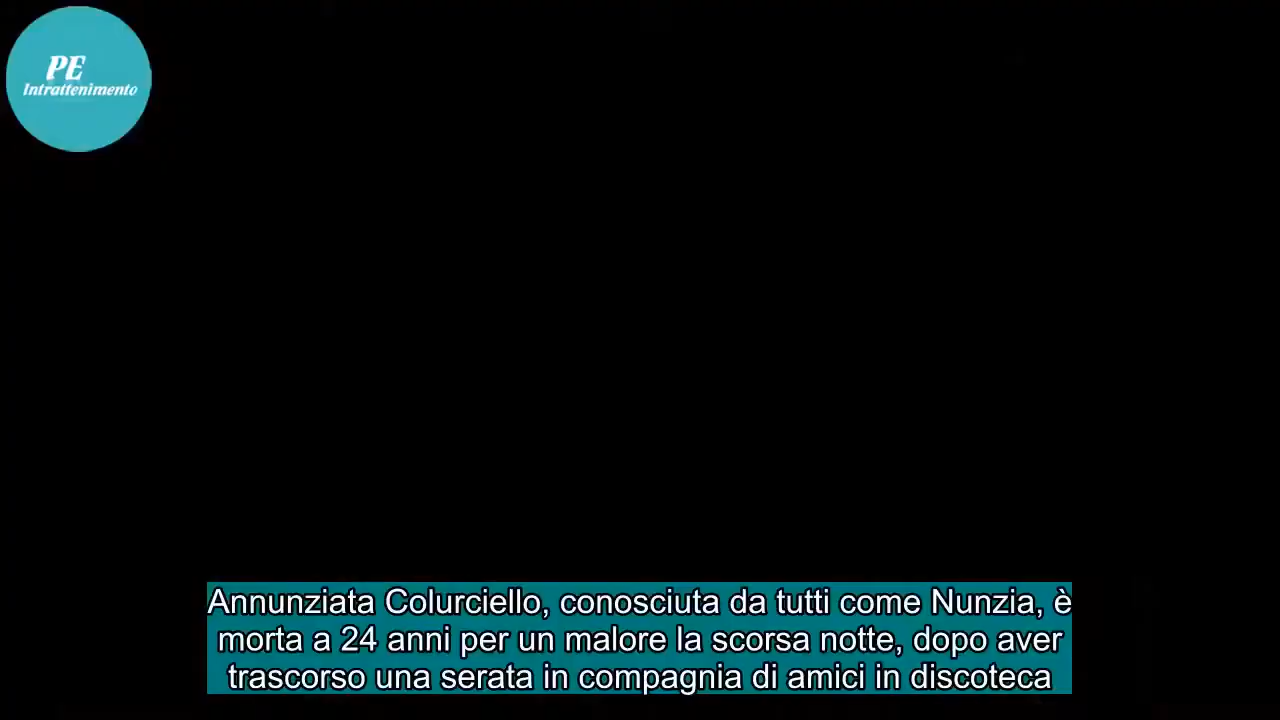 PE
Intrattenimento
Annunziata Colurciello, conosciuta da tutti come Nunzia, è
morta a 24 anni per un malore la scorsa notte, dopo aver
trascorso una serata in compagnia di amici in discoteca